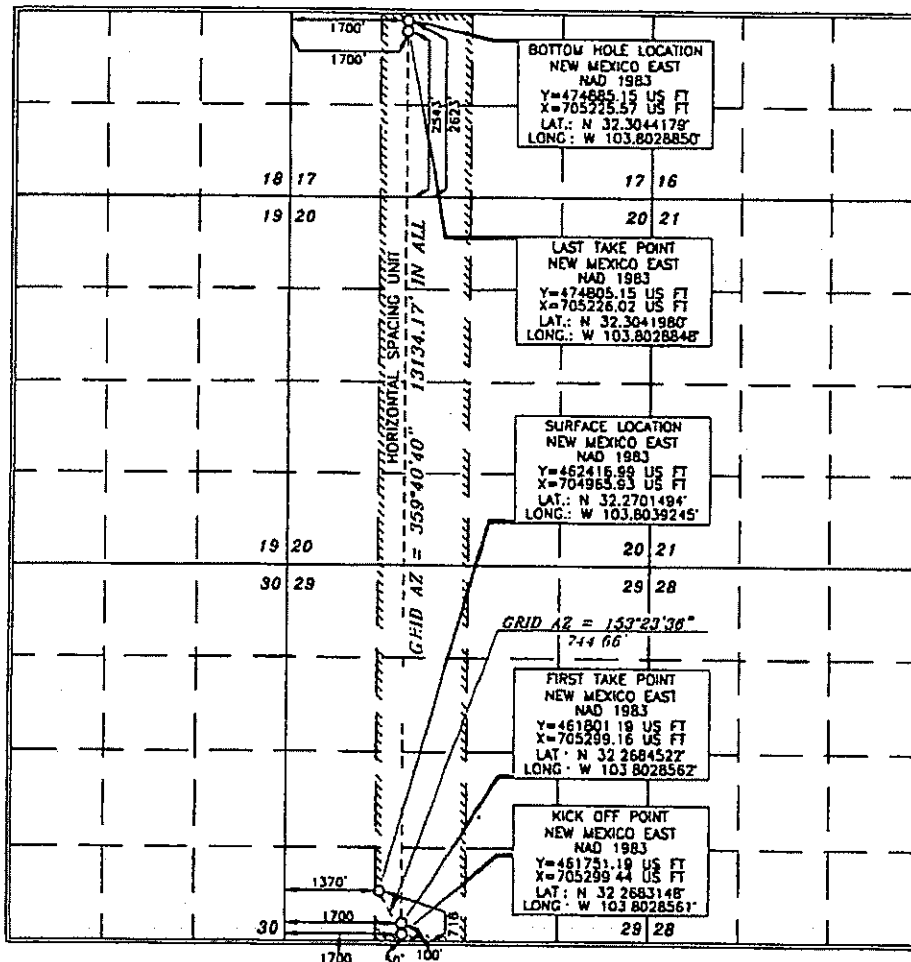 1700'
1700'
BOTTOM HOLE LOCATION
NEW MEXICO EAST
NAD 1983
Y=474885.15 US FT
X=705225.57 US FT
LAT.: N 32.3044179°
LONG.: W 103.8028850°
2543'
2623'
18 17
17 16
19 20
20 21
LAST TAKE POINT
NEW MEXICO EAST
NAD 1983
Y=474805.15 US FT
X=705226.02 US FT
LAT.: N 32.3041980°
LONG.: W 103.8028848°
HORIZONTAL SPACING UNIT
GRID AZ = 359°40'40" 13134.17' IN ALL
SURFACE LOCATION
NEW MEXICO EAST
NAD 1983
Y=462416.99 US FT
X=704965.93 US FT
LAT.: N 32.2701494°
LONG.: W 103.8039245°
19 20
20 21
30 29
29 28
GRID AZ = 153°23'36"
744.66'
FIRST TAKE POINT
NEW MEXICO EAST
NAD 1983
Y=461801.19 US FT
X=705299.16 US FT
LAT: N 32.2684522°
LONG: W 103.8028562°
KICK OFF POINT
NEW MEXICO EAST
NAD 1983
Y=461751.19 US FT
X=705299.44 US FT
LAT: N 32.2683148°
LONG: W 103.8028561°
1370'
1700
716
30
29 28
1700
50'
100'